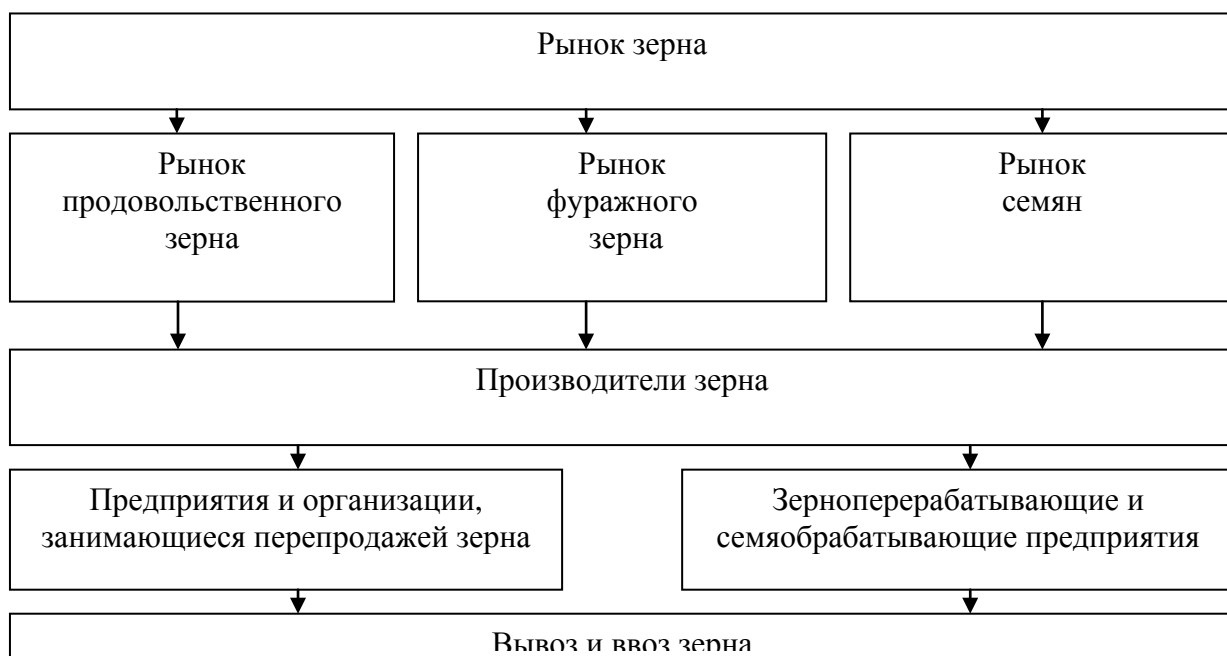 Рынок зерна
Рынок
продовольственного
зерна
Рынок
фуражного
зерна
Рынок
семян
Производители зерна
Предприятия и организации,
занимающиеся перепродажей зерна
Зерноперерабатывающие и
семяобрабатывающие предприятия
Вывоз и ввоз зерна